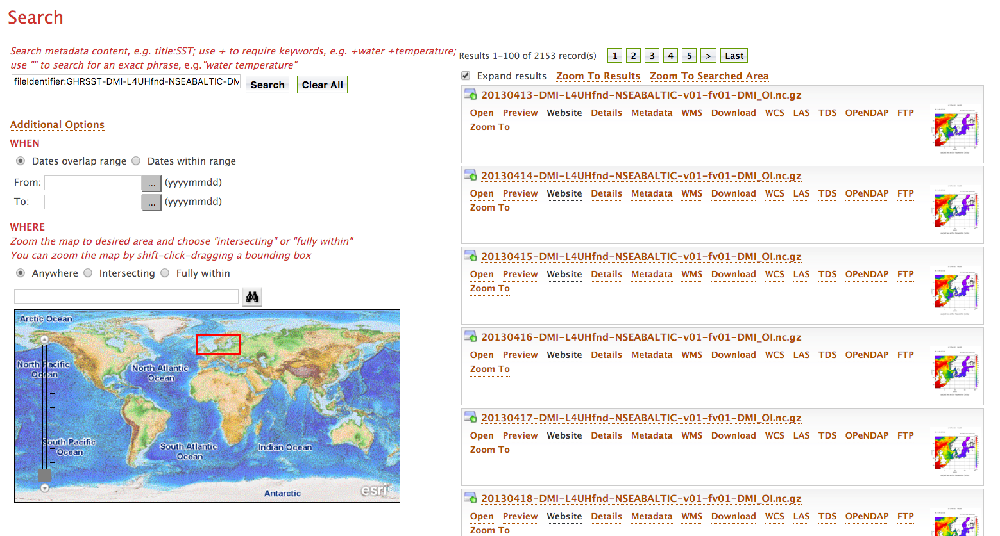 Search
Search metadata content, e.g. title:SST; use + to require keywords, e.g. +water +temperature;
use "" to search for an exact phrase, e.g."water temperature"
fileIdentifier:GHRSST-DMI-L4UHfnd-NSEABALTIC-DM
Search Clear All
Additional Options
WHEN
Dates overlap range Dates within range
From: ... (yyyymmdd)
To: ... (yyyymmdd)
WHERE
Zoom the map to desired area and choose "intersecting" or "fully within"
You can zoom the map by shift-click-dragging a bounding box
Anywhere Intersecting Fully within
Arctic Ocean
North Pacific
Ocean
North Atlantic
Ocean
South Pacific
Ocean
South Atlantic
Ocean
Indian Ocean
Antarctic
esri
Results 1-100 of 2153 record(s) 1 2 3 4 5 > Last
Expand results Zoom To Results Zoom To Searched Area
20130413-DMI-L4UHfnd-NSEABALTIC-v01-fv01-DMI_OI.nc.gz
Open Preview Website Details Metadata WMS Download WCS LAS TDS OPeNDAP FTP
Zoom To
20130414-DMI-L4UHfnd-NSEABALTIC-v01-fv01-DMI_OI.nc.gz
Open Preview Website Details Metadata WMS Download WCS LAS TDS OPeNDAP FTP
Zoom To
20130415-DMI-L4UHfnd-NSEABALTIC-v01-fv01-DMI_OI.nc.gz
Open Preview Website Details Metadata WMS Download WCS LAS TDS OPeNDAP FTP
Zoom To
20130416-DMI-L4UHfnd-NSEABALTIC-v01-fv01-DMI_OI.nc.gz
Open Preview Website Details Metadata WMS Download WCS LAS TDS OPeNDAP FTP
Zoom To
20130417-DMI-L4UHfnd-NSEABALTIC-v01-fv01-DMI_OI.nc.gz
Open Preview Website Details Metadata WMS Download WCS LAS TDS OPeNDAP FTP
Zoom To
20130418-DMI-L4UHfnd-NSEABALTIC-v01-fv01-DMI_OI.nc.gz
Open Preview Website Details Metadata WMS Download WCS LAS TDS OPeNDAP FTP
Zoom To